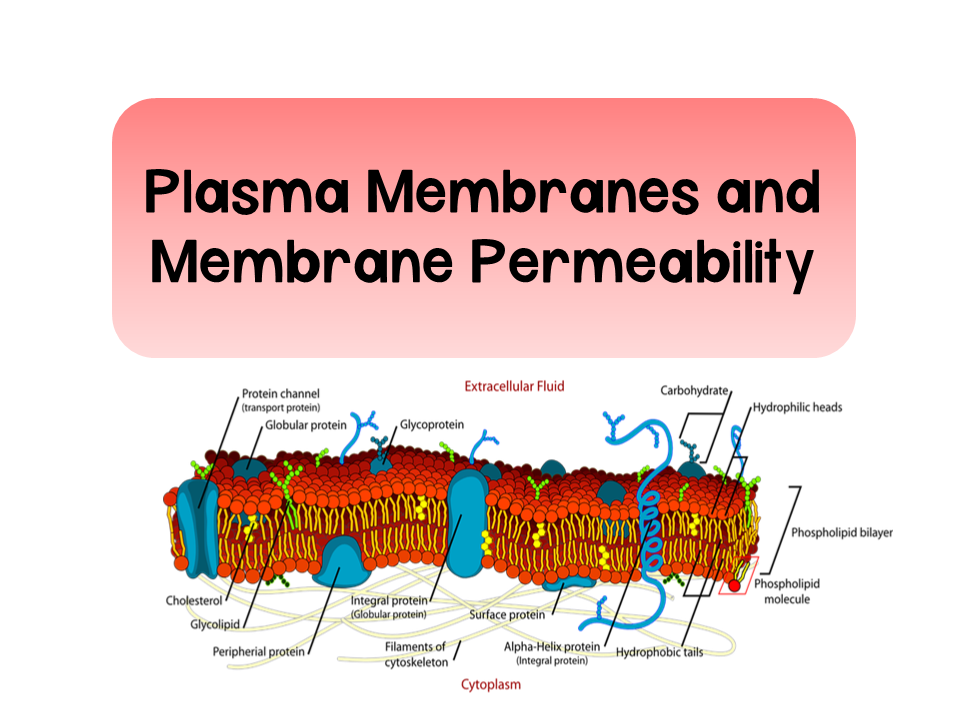 Plasma Membranes and
Membrane Permeability
Extracellular Fluid
Protein channel
(transport protein)
Globular protein
Glycoprotein
Carbohydrate
Hydrophilic heads
Phospholipid bilayer
Phospholipid
molecule
Cholesterol
Glycolipid
Peripherial protein
Integral protein
(Globular protein)
Filaments of
cytoskeleton
Surface protein
Alpha-Helix protein
(Integral protein)
Hydrophobic tails
Cytoplasm